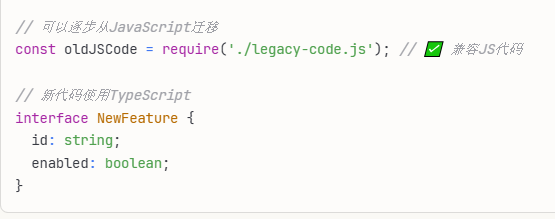 // 可以逐步从JavaScript迁移
const oldJSCode = require('./legacy-code.js'); // ✅ 兼容JS代码
// 新代码使用TypeScript
interface NewFeature {
  id: string;
  enabled: boolean;
}